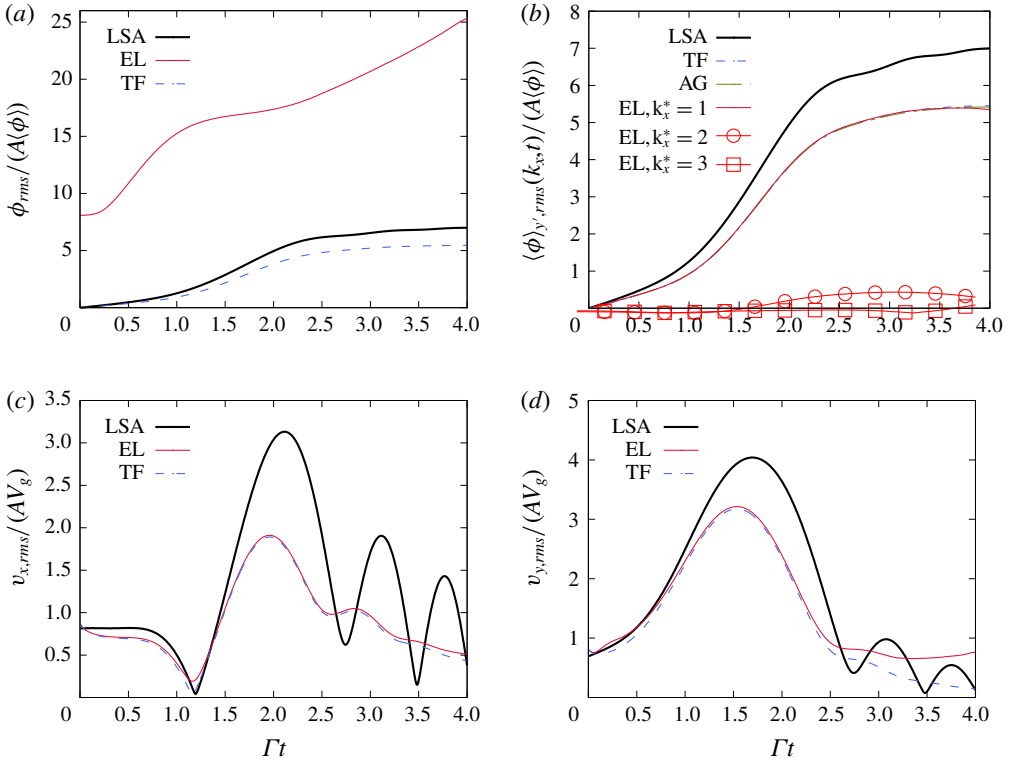 (a)
25
20
15
10
5
0
0.5
1.0
1.5
2.0
2.5
3.0
3.5
4.0
LSA
EL
TF
ϕrms/(A⟨ϕ⟩)
(b)
8
7
6
5
4
3
2
1
0
0.5
1.0
1.5
2.0
2.5
3.0
3.5
4.0
LSA
TF
AG
EL, k*x = 1
EL, k*x = 2
EL, k*x = 3
⟨ϕ⟩y′,rms(kx,t)/(A⟨ϕ⟩)
(c)
3.5
3.0
2.5
2.0
1.5
1.0
0.5
0
0.5
1.0
1.5
2.0
2.5
3.0
3.5
4.0
LSA
EL
TF
vx,rms/(AVg)
Γt
(d)
5
4
3
2
1
0
0.5
1.0
1.5
2.0
2.5
3.0
3.5
4.0
LSA
EL
TF
vy,rms/(AVg)
Γt